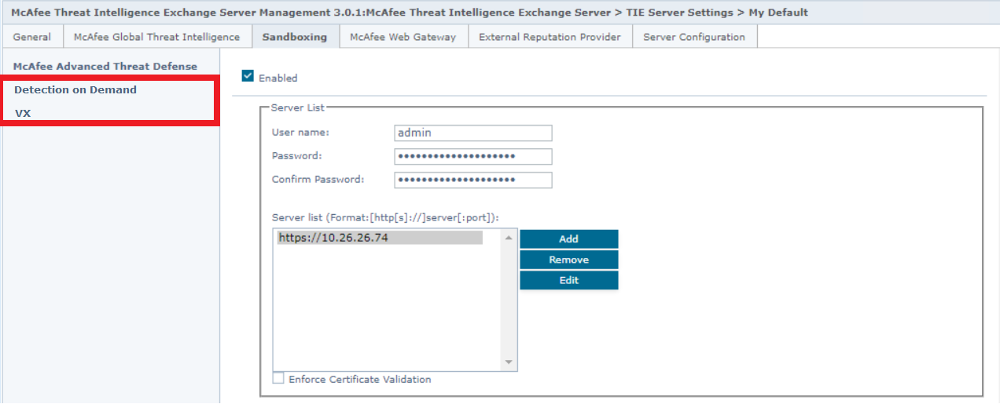 McAfee Threat Intelligence Exchange Server Management 3.0.1:McAfee Threat Intelligence Exchange Server > TIE Server Settings > My Default
General McAfee Global Threat Intelligence Sandboxing McAfee Web Gateway External Reputation Provider Server Configuration
McAfee Advanced Threat Defense
Detection on Demand
VX
Enabled
Server List
User name: admin
Password: ••••••••••••••••••••
Confirm Password: ••••••••••••••••••••
Server list (Format:[http[s]://]server[:port]):
https://10.26.26.74
Add
Remove
Edit
Enforce Certificate Validation